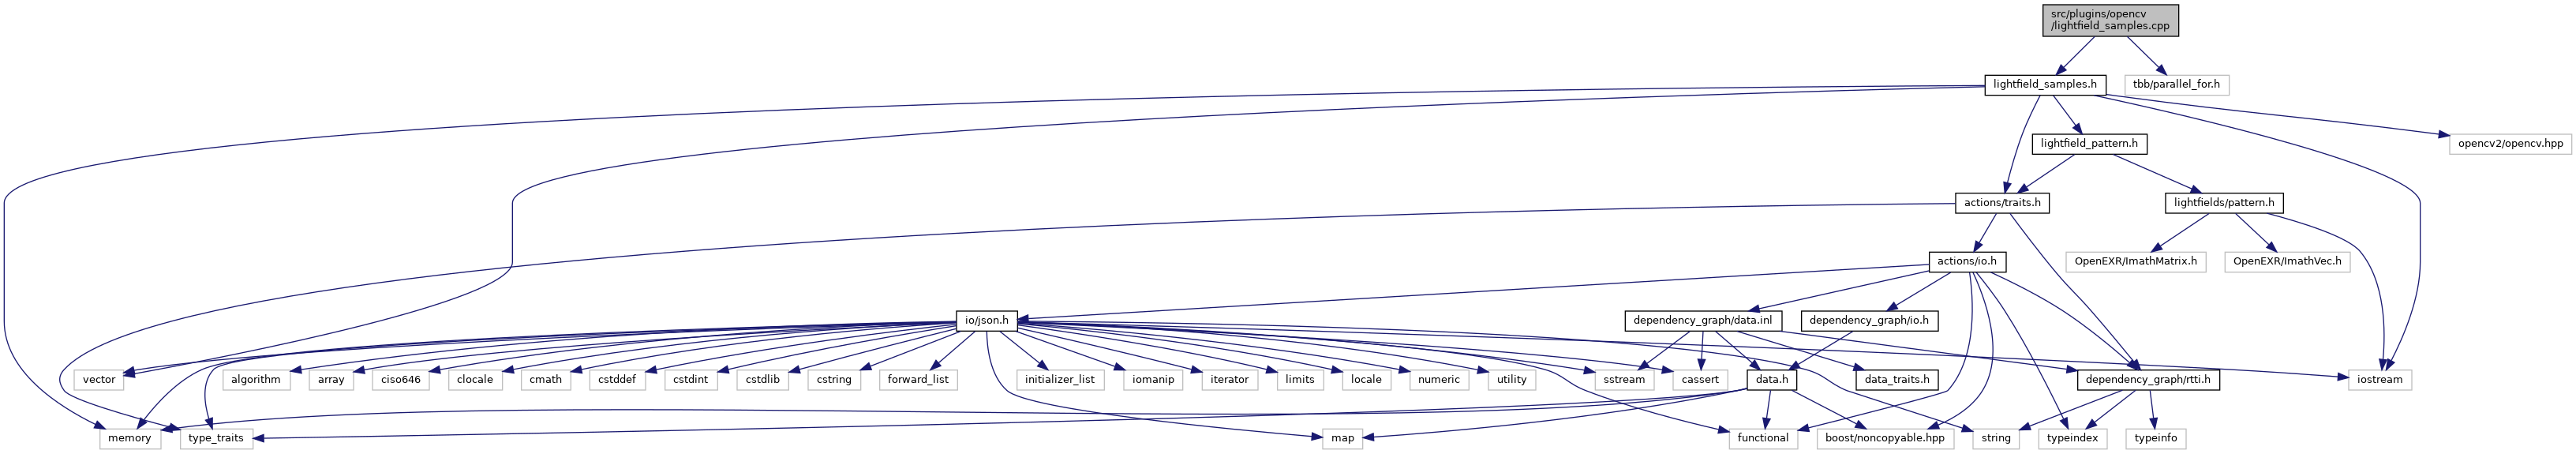 src/plugins/opencv
/lightfield_samples.cpp
lightfield_samples.h
tbb/parallel_for.h
lightfield_pattern.h
opencv2/opencv.hpp
actions/traits.h
lightfields/pattern.h
actions/io.h
OpenEXR/ImathMatrix.h
OpenEXR/ImathVec.h
io/json.h
dependency_graph/data.inl
dependency_graph/io.h
vector
algorithm
array
ciso646
clocale
cmath
cstddef
cstdint
cstdlib
cstring
forward_list
initializer_list
iomanip
iterator
limits
locale
numeric
utility
sstream
cassert
data.h
data_traits.h
dependency_graph/rtti.h
iostream
memory
type_traits
map
functional
boost/noncopyable.hpp
string
typeindex
typeinfo